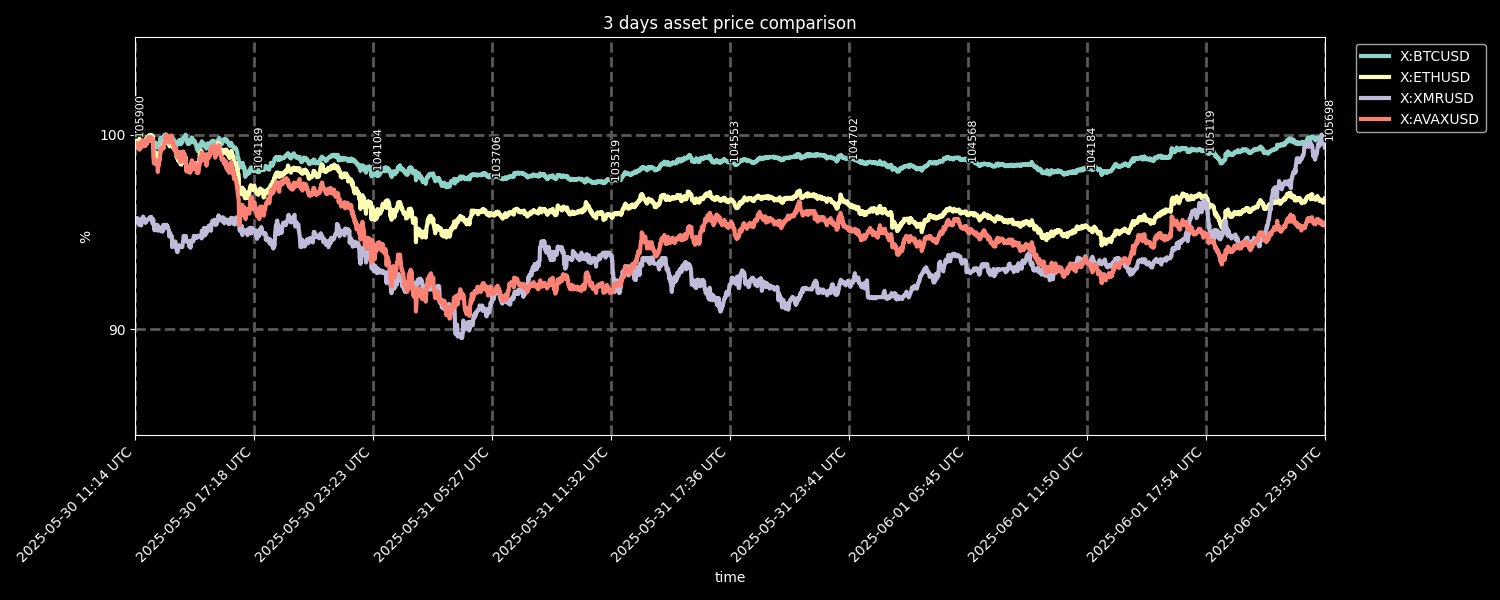 3 days asset price comparison
X:BTCUSD
X:ETHUSD
X:XMRUSD
X:AVAXUSD
%
100
90
105900
104189
104104
103706
103519
104553
104702
104568
104184
105119
105698
2025-05-30 11:14 UTC
2025-05-30 17:18 UTC
2025-05-30 23:23 UTC
2025-05-31 05:27 UTC
2025-05-31 11:32 UTC
2025-05-31 17:36 UTC
2025-05-31 23:41 UTC
2025-06-01 05:45 UTC
2025-06-01 11:50 UTC
2025-06-01 17:54 UTC
2025-06-01 23:59 UTC
time